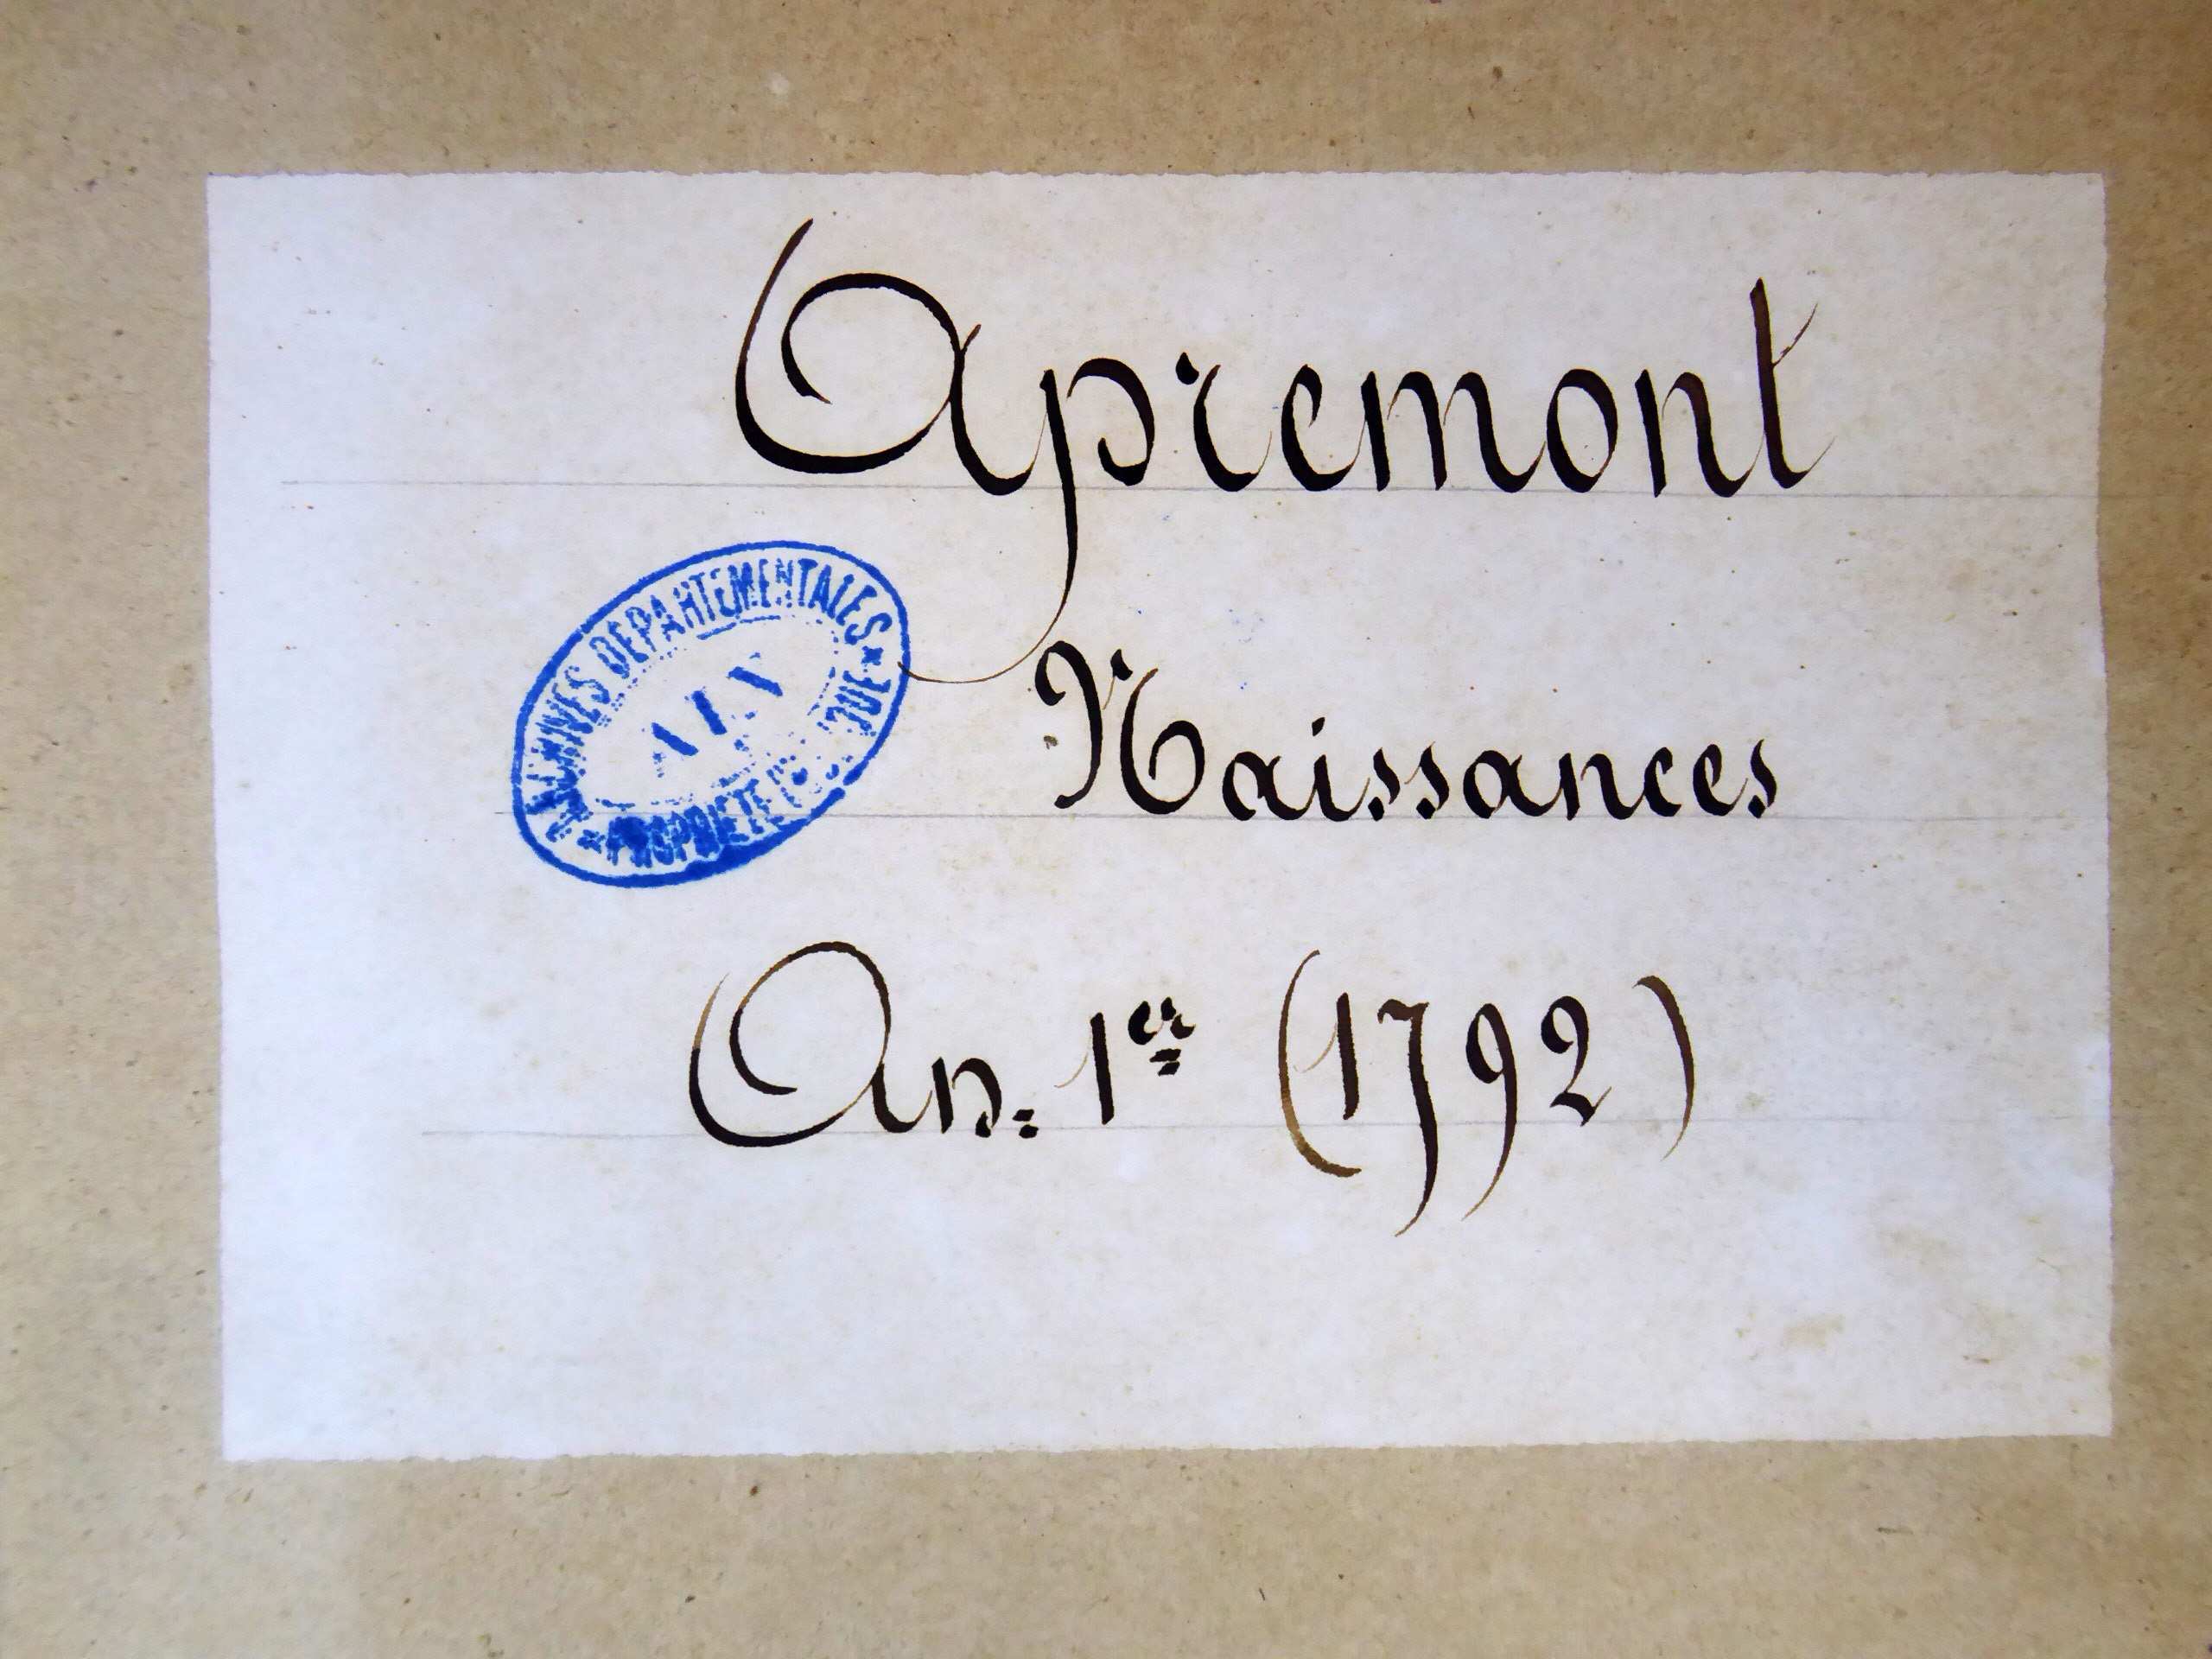 Apremont
ARCHIVES DEPARTEMENTALES
AIN
PROPRIETE
Naissances
An: 1er (1792)